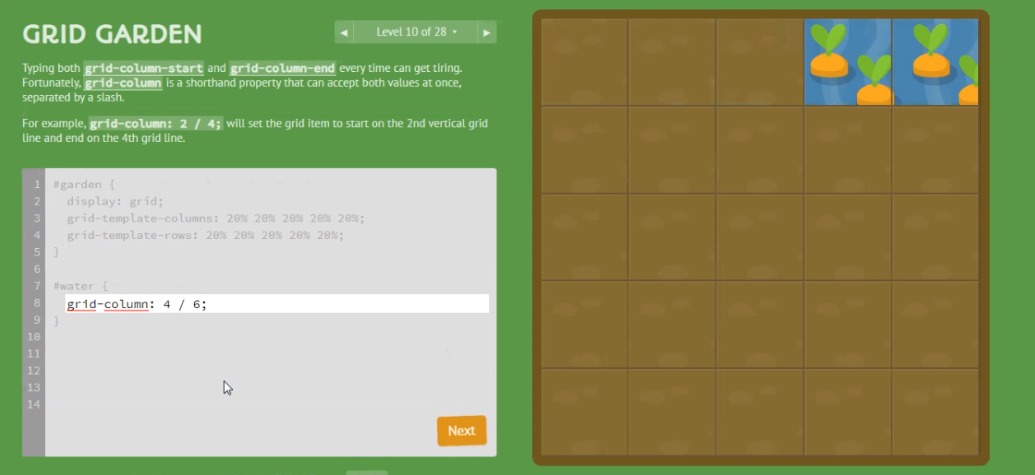 GRID GARDEN
◀ Level 10 of 28 ▾ ▶
Typing both grid-column-start and grid-column-end every time can get tiring.
Fortunately, grid-column is a shorthand property that can accept both values at once,
separated by a slash.
For example, grid-column: 2 / 4; will set the grid item to start on the 2nd vertical grid
line and end on the 4th grid line.
1 #garden {
2 display: grid;
3 grid-template-columns: 20% 20% 20% 20% 20%;
4 grid-template-rows: 20% 20% 20% 20% 20%;
5 }
6
7 #water {
8 grid-column: 4 / 6;
9 }
10
11
12
13
14
Next